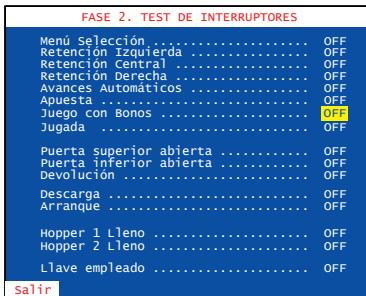 FASE 2. TEST DE INTERRUPTORES
Menú Selección .................... OFF
Retención Izquierda ............... OFF
Retención Central ................. OFF
Retención Derecha ................. OFF
Avances Automáticos ............... OFF
Apuesta ........................... OFF
Juego con Bonos ................... OFF
Jugada ........................... OFF
Puerta superior abierta ........... OFF
Puerta inferior abierta ........... OFF
Devolución ........................ OFF
Descarga .......................... OFF
Arranque .......................... OFF
Hopper 1 Lleno .................... OFF
Hopper 2 Lleno .................... OFF
Llave empleado .................... OFF
Salir